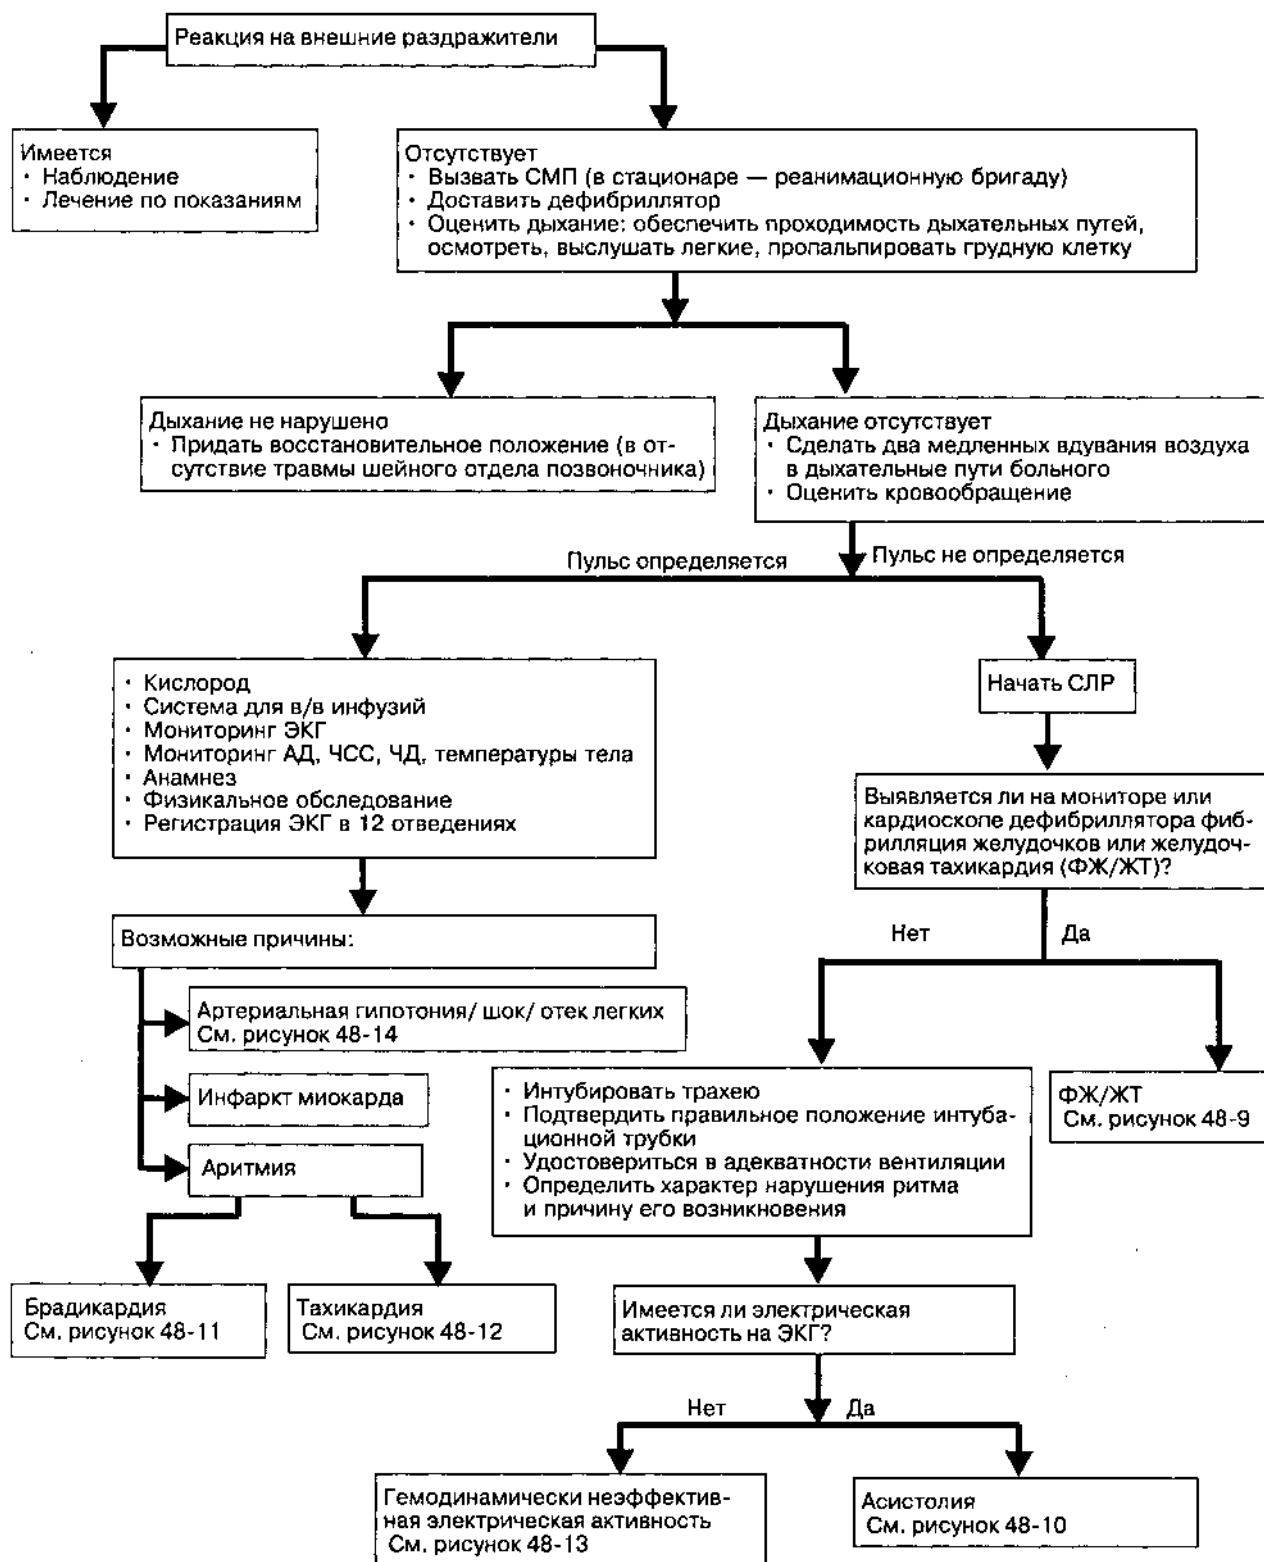 Реакция на внешние раздражители
Имеется
· Наблюдение
· Лечение по показаниям
Отсутствует
· Вызвать СМП (в стационаре — реанимационную бригаду)
· Доставить дефибриллятор
· Оценить дыхание: обеспечить проходимость дыхательных путей,
осмотреть, выслушать легкие, пропальпировать грудную клетку
Дыхание не нарушено
· Придать восстановительное положение (в от-
сутствие травмы шейного отдела позвоночника)
Дыхание отсутствует
· Сделать два медленных вдувания воздуха
в дыхательные пути больного
· Оценить кровообращение
Пульс определяется
Пульс не определяется
· Кислород
· Система для в/в инфузий
· Мониторинг ЭКГ
· Мониторинг АД, ЧСС, ЧД, температуры тела
· Анамнез
· Физикальное обследование
· Регистрация ЭКГ в 12 отведениях
Начать СЛР
Выявляется ли на мониторе или
кардиоскопе дефибриллятора фиб-
рилляция желудочков или желудоч-
ковая тахикардия (ФЖ/ЖТ)?
Нет
Да
Возможные причины:
Артериальная гипотония/ шок/ отек легких
См. рисунок 48-14
Инфаркт миокарда
Аритмия
Брадикардия
См. рисунок 48-11
Тахикардия
См. рисунок 48-12
· Интубировать трахею
· Подтвердить правильное положение интуба-
ционной трубки
· Удостовериться в адекватности вентиляции
· Определить характер нарушения ритма
и причину его возникновения
ФЖ/ЖТ
См. рисунок 48-9
Имеется ли электрическая
активность на ЭКГ?
Нет
Да
Гемодинамически неэффектив-
ная электрическая активность
См. рисунок 48-13
Асистолия
См. рисунок 48-10